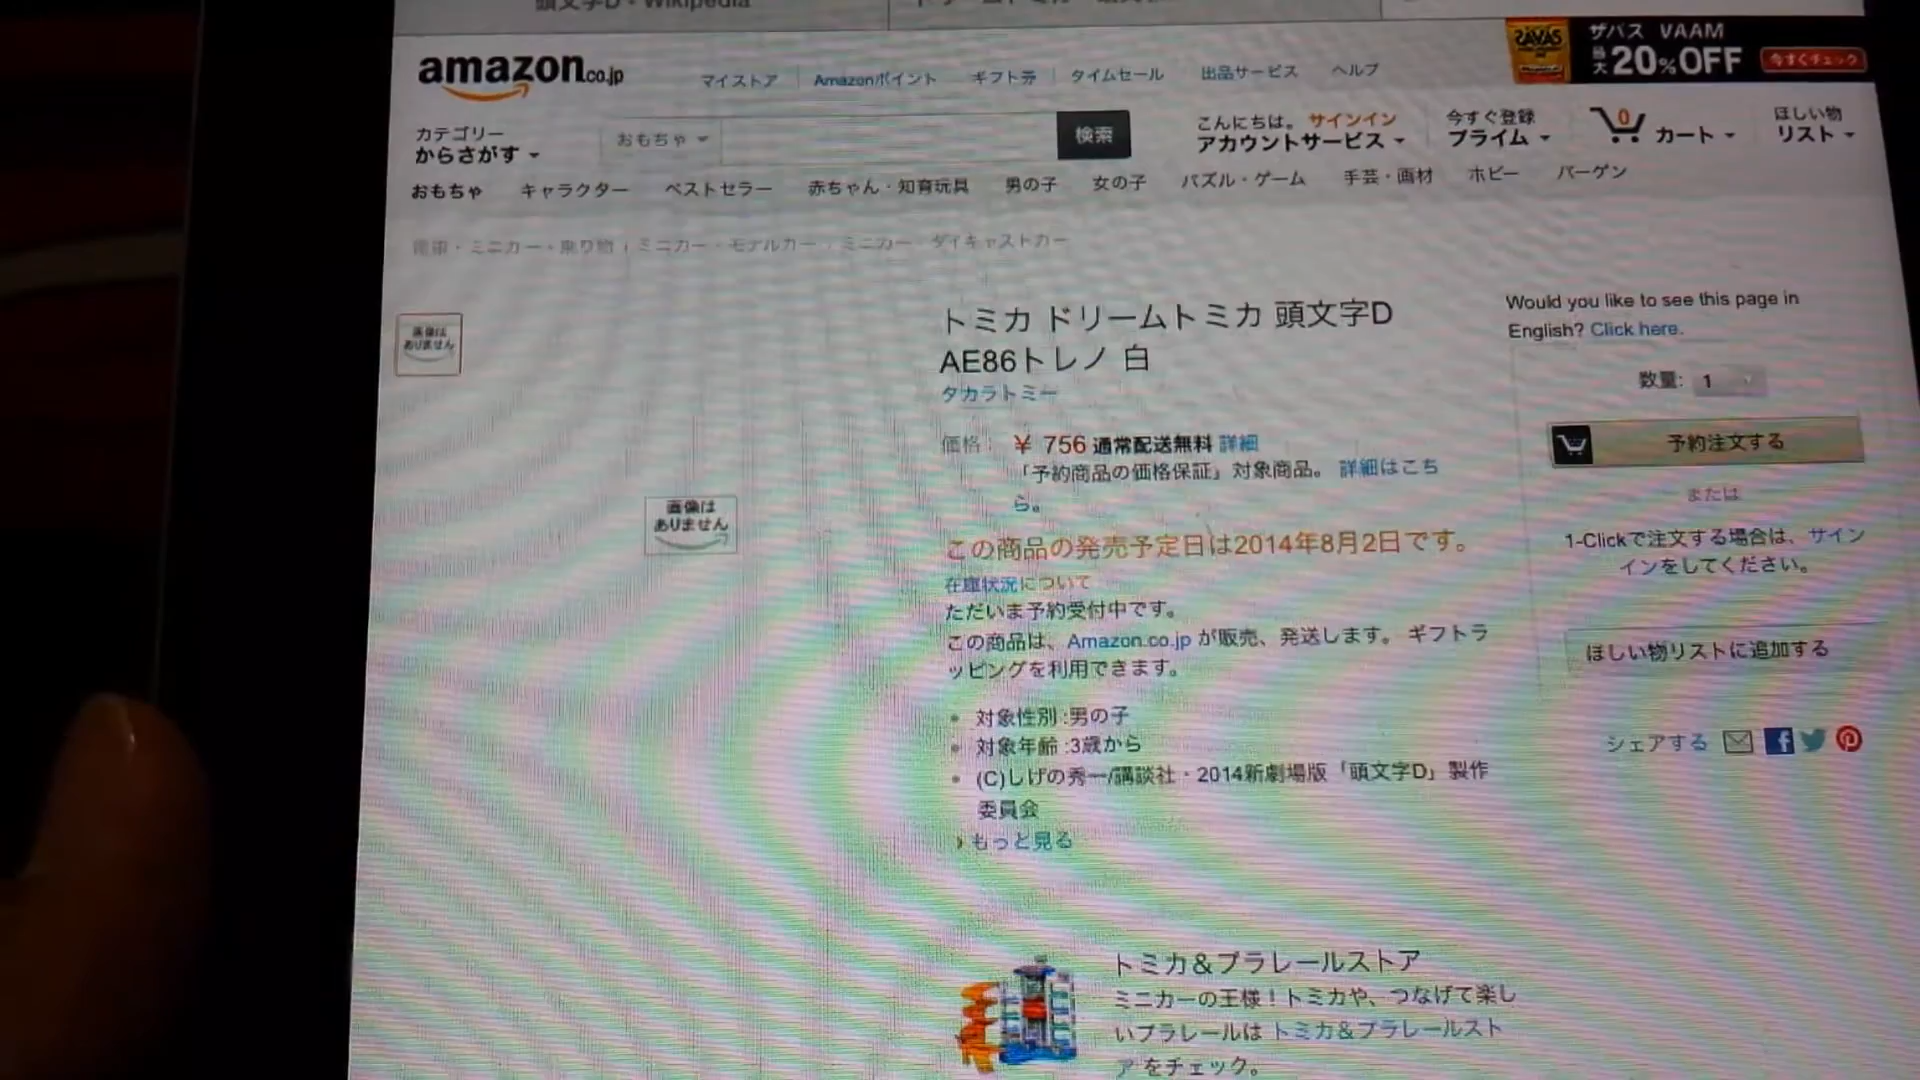 頭文字D - Wikipedia
amazon.co.jp
マイストア
Amazonポイント
ギフト券
タイムセール
出品サービス
ヘルプ
SAVAS
ザバス VAAM
最大20%OFF
今すぐチェック
カテゴリー
からさがす
おもちゃ
検索
こんにちは。サインイン
アカウントサービス
今すぐ登録
プライム
0
カート
ほしい物
リスト
おもちゃ
キャラクター
ベストセラー
赤ちゃん・知育玩具
男の子
女の子
パズル・ゲーム
手芸・画材
ホビー
バーゲン
電車・ミニカー・乗り物 › ミニカー・モデルカー › ミニカー・ダイキャストカー
画像は
ありません
画像は
ありません
トミカ ドリームトミカ 頭文字D
AE86トレノ 白
タカラトミー
価格: ￥ 756 通常配送無料 詳細
「予約商品の価格保証」対象商品。 詳細はこち
ら。
この商品の発売予定日は2014年8月2日です。
在庫状況について
ただいま予約受付中です。
この商品は、Amazon.co.jp が販売、発送します。 ギフトラ
ッピングを利用できます。
対象性別 :男の子
対象年齢 :3歳から
(C)しげの秀一/講談社・2014新劇場版「頭文字D」製作
委員会
› もっと見る
Would you like to see this page in
English? Click here.
数量: 1
予約注文する
または
1-Clickで注文する場合は、サイン
インをしてください。
ほしい物リストに追加する
シェアする
トミカ&プラレールストア
ミニカーの王様！トミカや、つなげて楽し
いプラレールは トミカ&プラレールスト
ア をチェック。